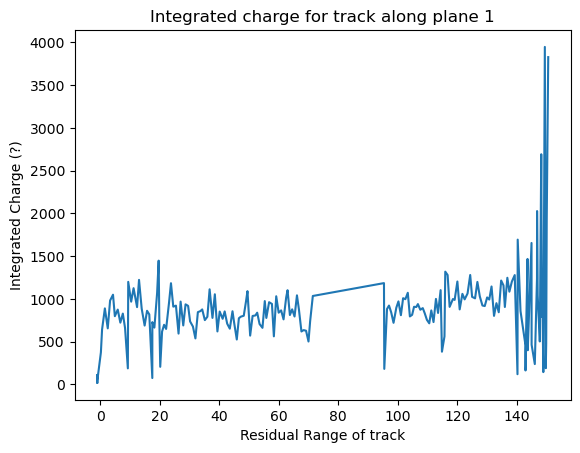 Integrated charge for track along plane 1
Integrated Charge (?)
4000
3500
3000
2500
2000
1500
1000
500
0
0 20 40 60 80 100 120 140
Residual Range of track